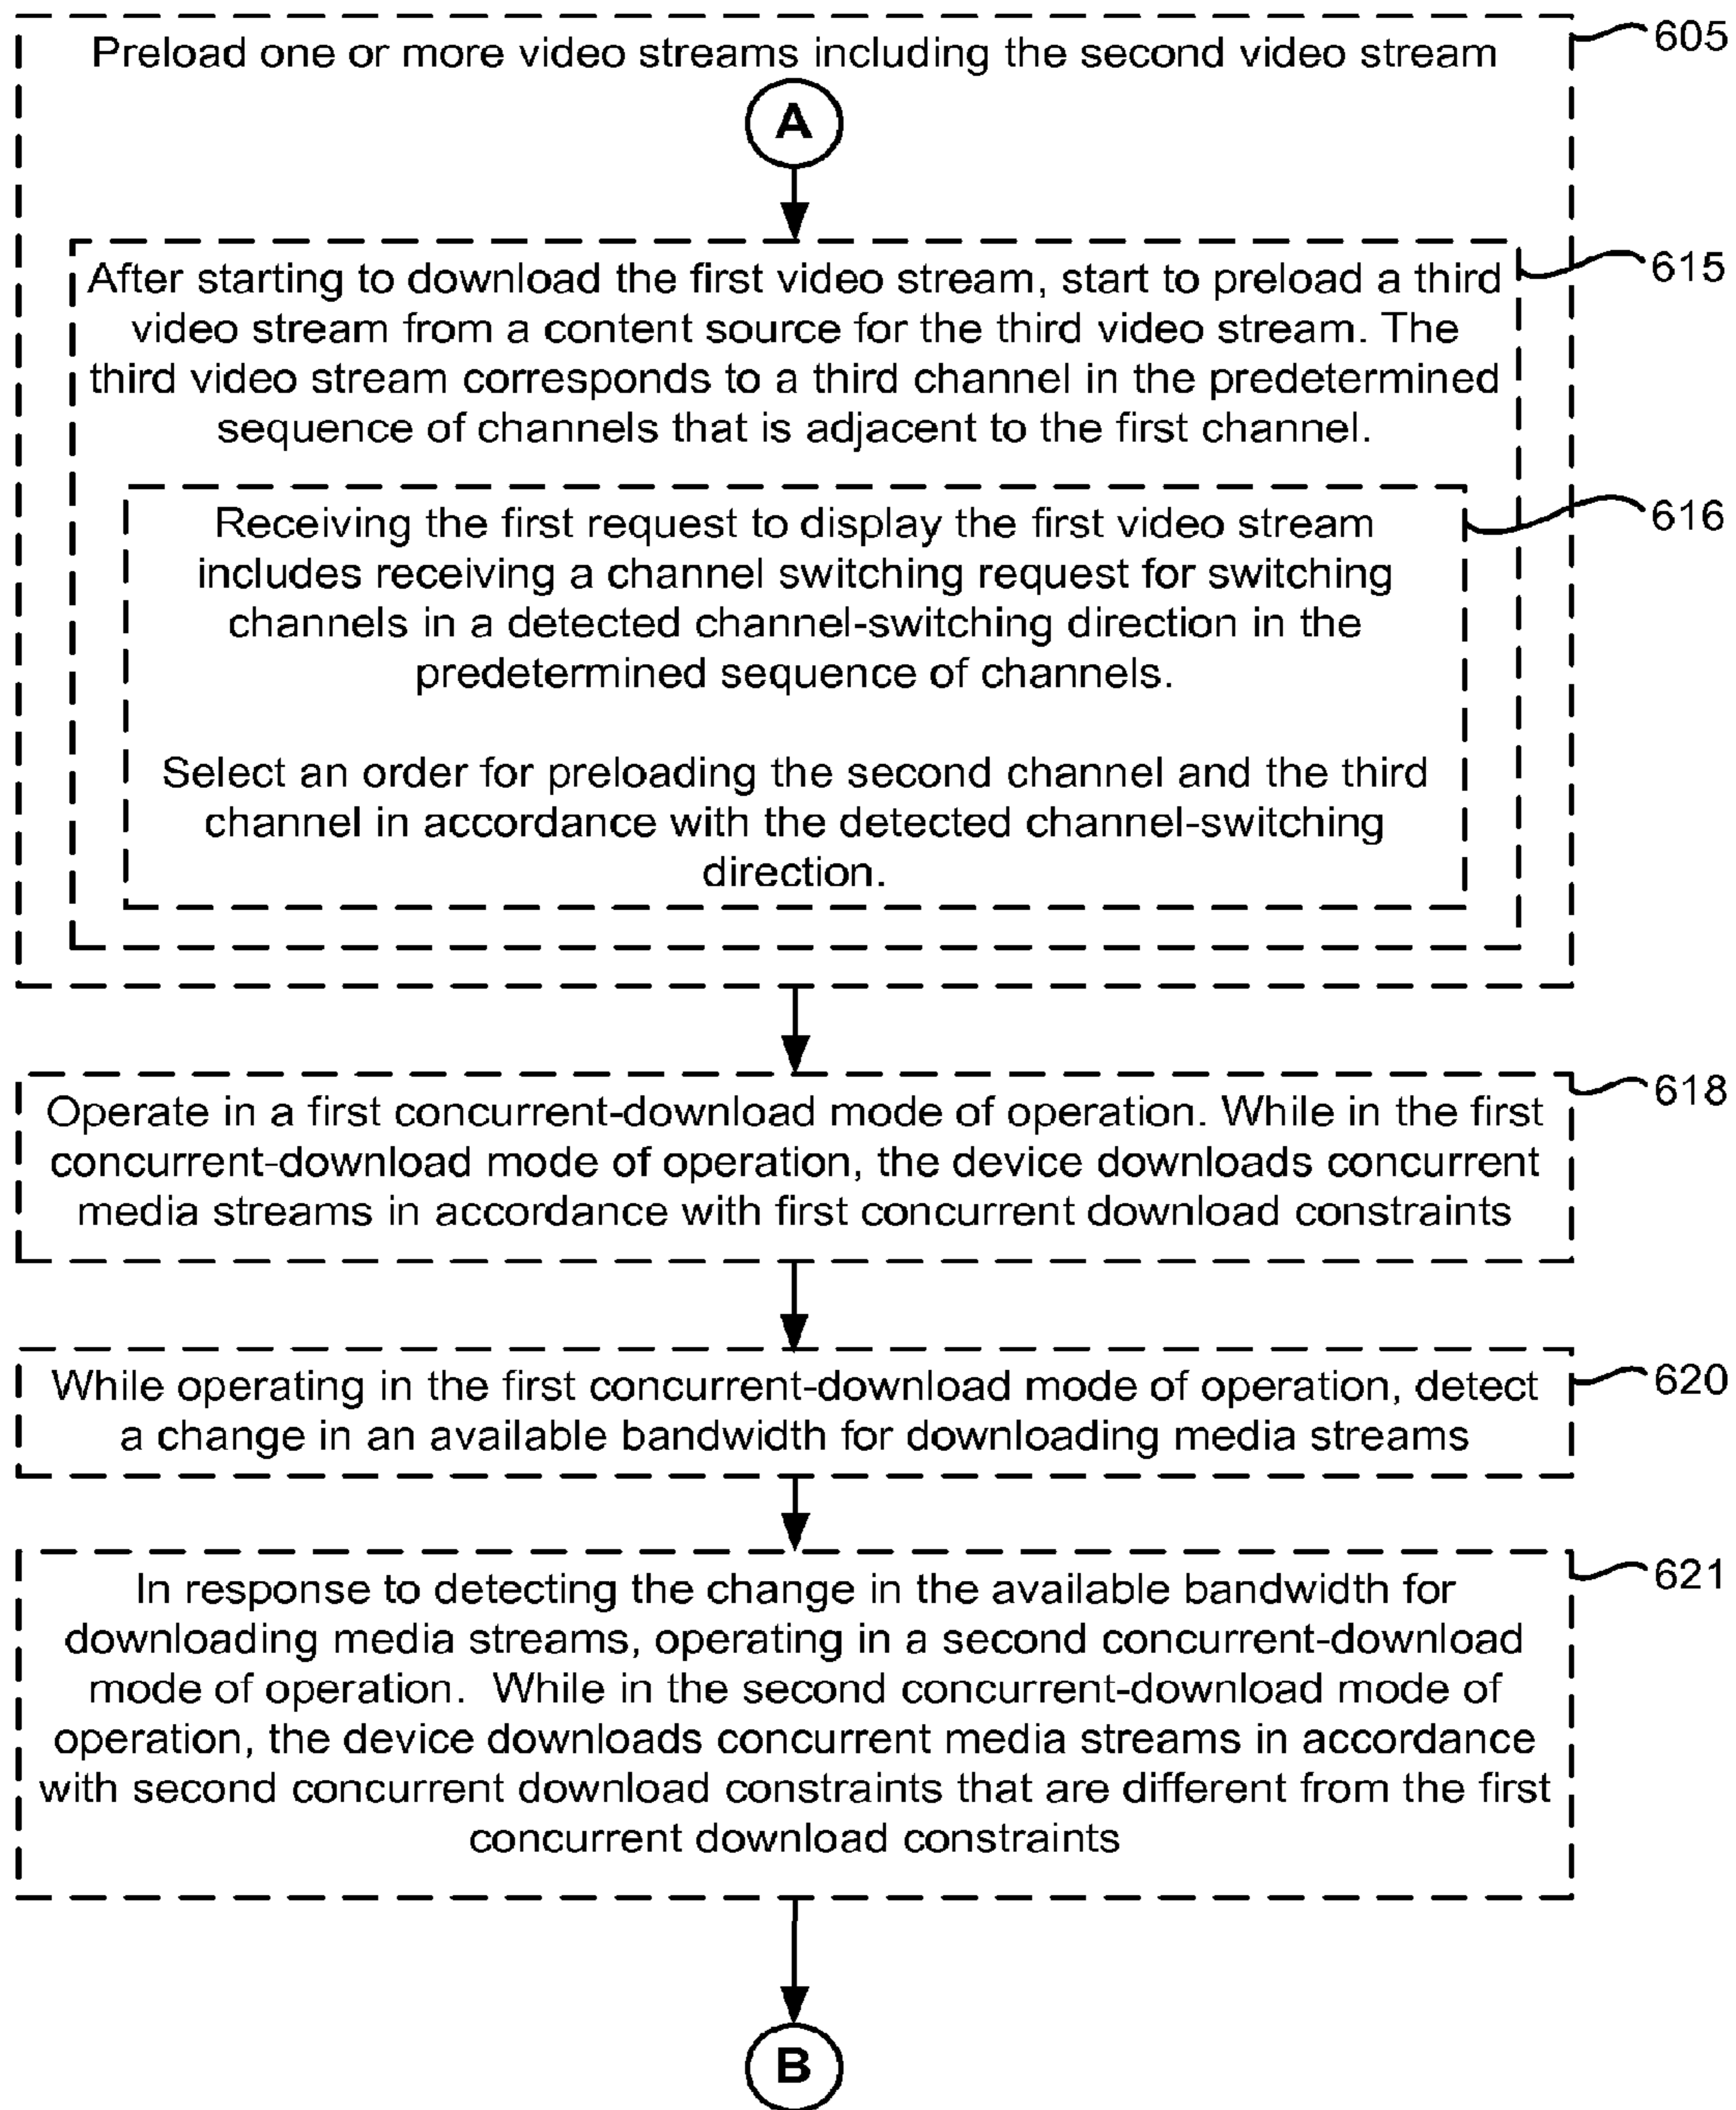 Preload one or more video streams including the second video stream
605
A
After starting to download the first video stream, start to preload a third
video stream from a content source for the third video stream. The
third video stream corresponds to a third channel in the predetermined
sequence of channels that is adjacent to the first channel.
615
Receiving the first request to display the first video stream
includes receiving a channel switching request for switching
channels in a detected channel-switching direction in the
predetermined sequence of channels.
616
Select an order for preloading the second channel and the third
channel in accordance with the detected channel-switching
direction.
Operate in a first concurrent-download mode of operation. While in the first
concurrent-download mode of operation, the device downloads concurrent
media streams in accordance with first concurrent download constraints
618
While operating in the first concurrent-download mode of operation, detect
a change in an available bandwidth for downloading media streams
620
In response to detecting the change in the available bandwidth for
downloading media streams, operating in a second concurrent-download
mode of operation. While in the second concurrent-download mode of
operation, the device downloads concurrent media streams in accordance
with second concurrent download constraints that are different from the first
concurrent download constraints
621
B